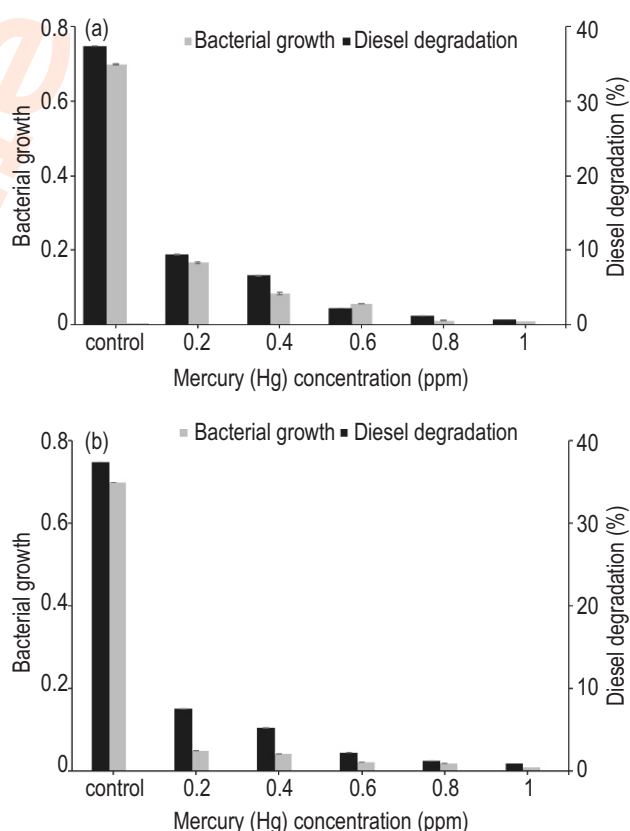 (a)
Bacterial growth Diesel degradation
0.8
0.6
0.4
0.2
0
Bacterial growth
40
30
20
10
0
Diesel degradation (%)
control 0.2 0.4 0.6 0.8 1
Mercury (Hg) concentration (ppm)
(b)
Bacterial growth Diesel degradation
0.8
0.6
0.4
0.2
0
Bacterial growth
40
30
20
10
0
Diesel degradation (%)
control 0.2 0.4 0.6 0.8 1
Mercury (Hg) concentration (ppm)